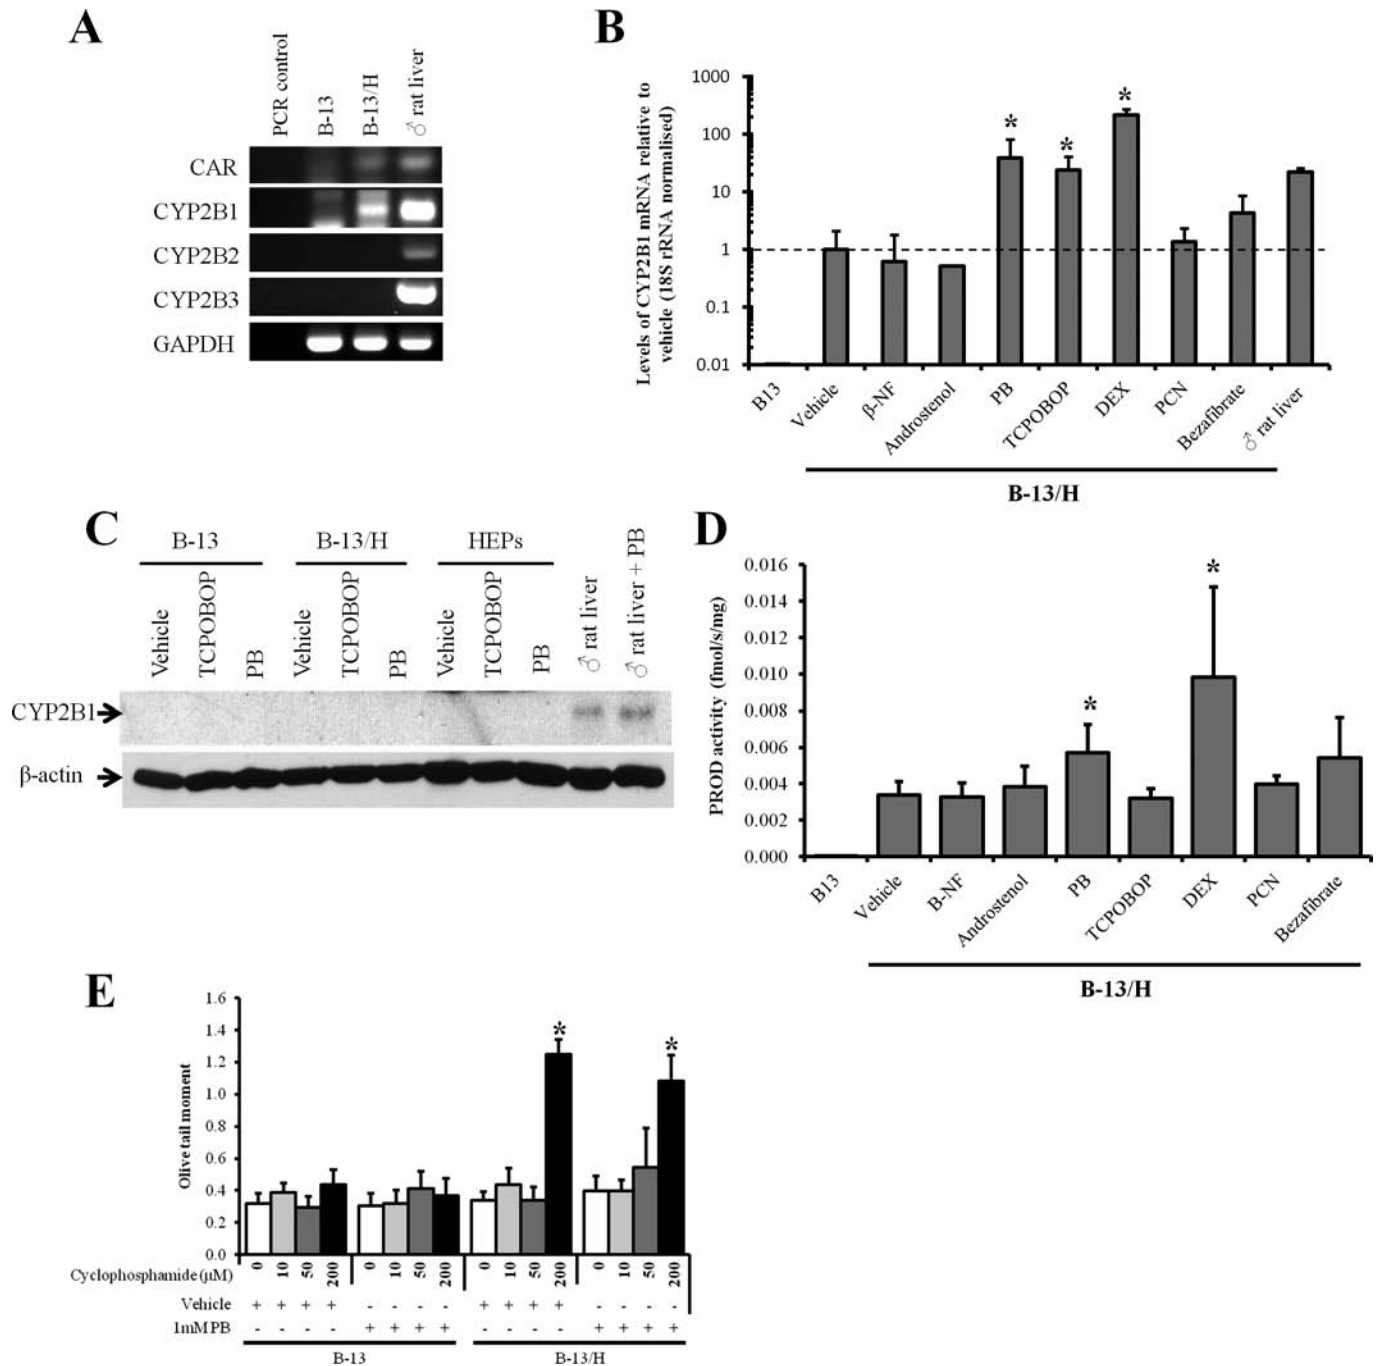 A
PCR control
B-13
B-13/H
♂ rat liver
CAR
CYP2B1
CYP2B2
CYP2B3
GAPDH
B
Levels of CYP2B1 mRNA relative to
vehicle (18S rRNA normalised)
1000
100
10
1
0.1
0.01
* * *
B13
Vehicle
β-NF
Androstenol
PB
TCPOBOP
DEX
PCN
Bezafibrate
♂ rat liver
B-13/H
C
B-13 B-13/H HEPs
Vehicle
TCPOBOP
PB
Vehicle
TCPOBOP
PB
Vehicle
TCPOBOP
PB
♂ rat liver
♂ rat liver + PB
CYP2B1
β-actin
D
PROD activity (fmol/s/mg)
0.016
0.014
0.012
0.010
0.008
0.006
0.004
0.002
0.000
* *
B13
Vehicle
B-NF
Androstenol
PB
TCPOBOP
DEX
PCN
Bezafibrate
B-13/H
E
Olive tail moment
1.6
1.4
1.2
1.0
0.8
0.6
0.4
0.2
0.0
* *
Cyclophosphamide (µM) 0 10 50 200 0 10 50 200 0 10 50 200 0 10 50 200
Vehicle + + + + - - - - + + + + - - - -
1mM PB - - - - + + + + - - - - + + + +
B-13 B-13/H